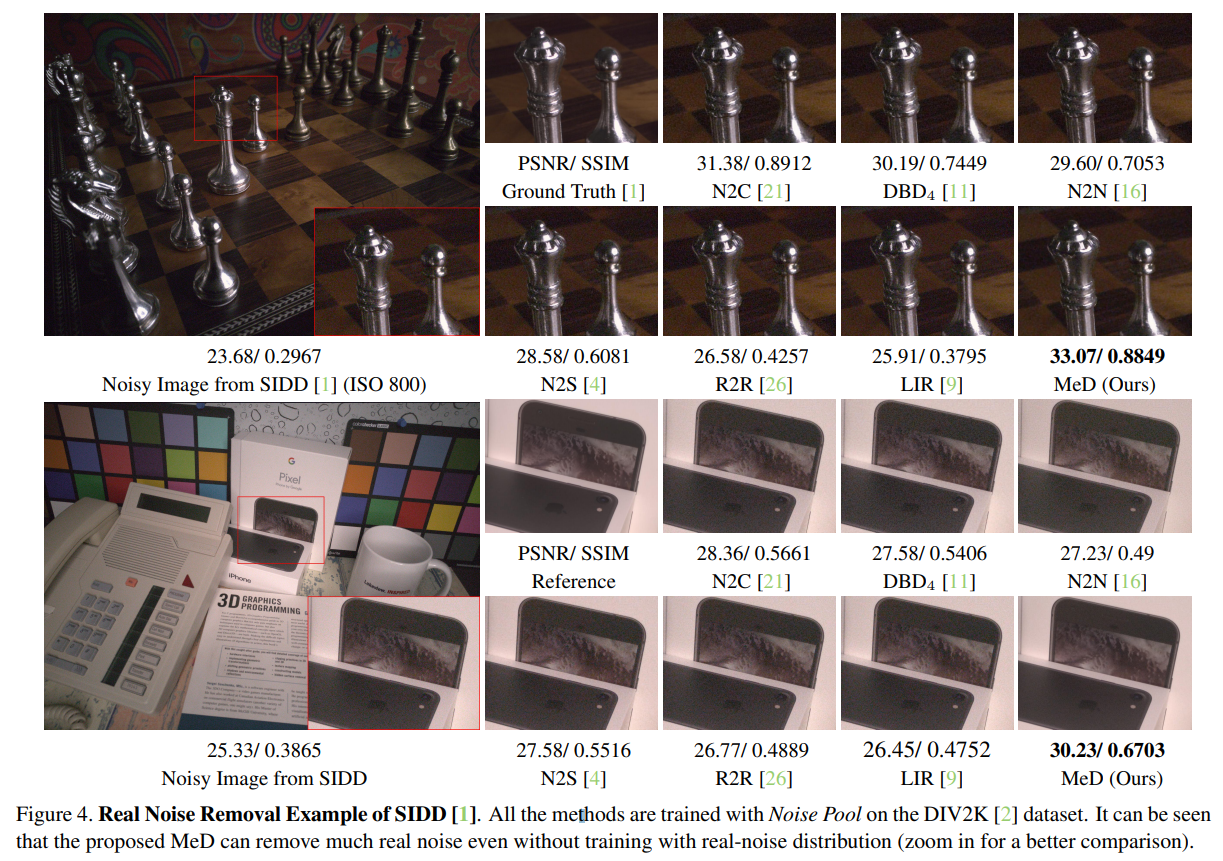 PSNR/ SSIM
Ground Truth [1]
31.38/ 0.8912
N2C [21]
30.19/ 0.7449
DBD₄ [11]
29.60/ 0.7053
N2N [16]
23.68/ 0.2967
Noisy Image from SIDD [1] (ISO 800)
28.58/ 0.6081
N2S [4]
26.58/ 0.4257
R2R [26]
25.91/ 0.3795
LIR [9]
33.07/ 0.8849
MeD (Ours)
G
Pixel
iPhone
3D GRAPHICS
PROGRAMMING
PSNR/ SSIM
Reference
28.36/ 0.5661
N2C [21]
27.58/ 0.5406
DBD₄ [11]
27.23/ 0.49
N2N [16]
25.33/ 0.3865
Noisy Image from SIDD
27.58/ 0.5516
N2S [4]
26.77/ 0.4889
R2R [26]
26.45/ 0.4752
LIR [9]
30.23/ 0.6703
MeD (Ours)
Figure 4. Real Noise Removal Example of SIDD [1]. All the methods are trained with Noise Pool on the DIV2K [2] dataset. It can be seen
that the proposed MeD can remove much real noise even without training with real-noise distribution (zoom in for a better comparison).